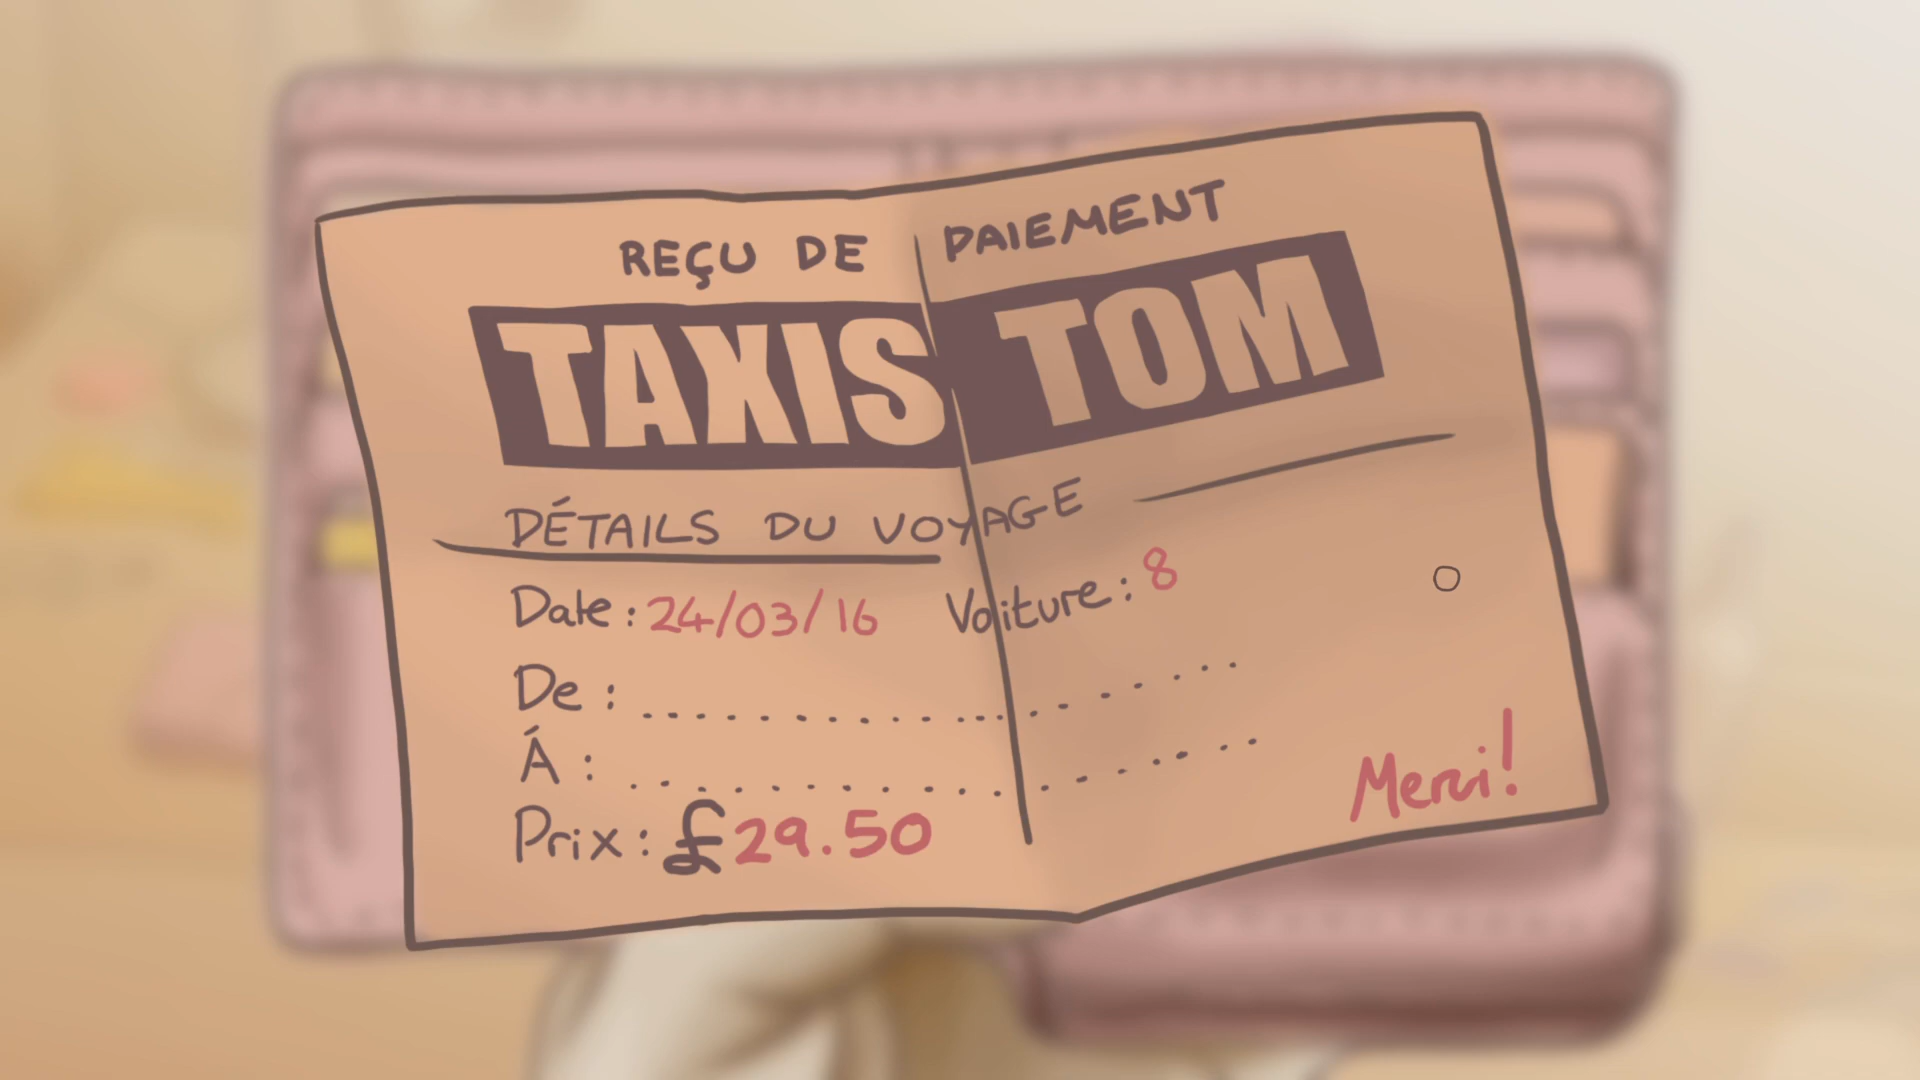 REÇU DE PAIEMENT
TAXIS TOM
DÉTAILS DU VOYAGE
Date : 24/03/16 Voiture : 8
De : ..............................
Á : ..............................
Prix : £29.50
Merci!